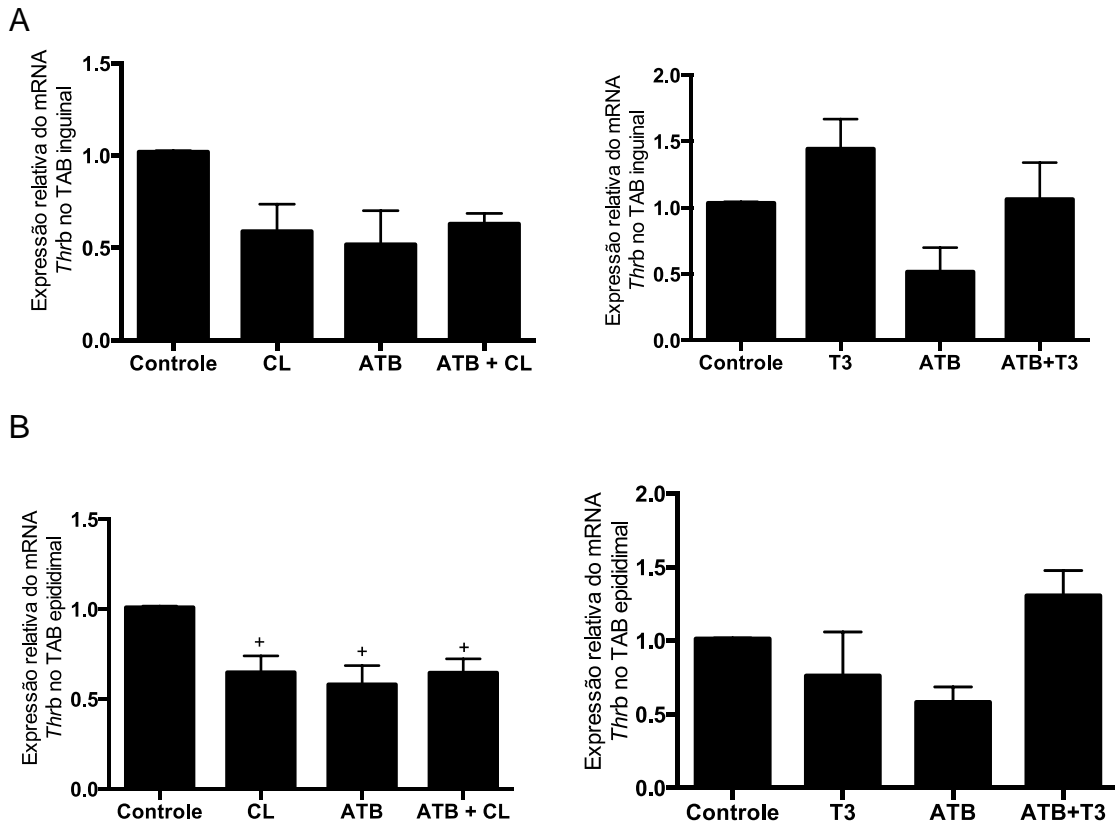 A
Expressão relativa do mRNA
Thrb no TAB inguinal
1.5
1.0
0.5
0.0
Controle CL ATB ATB + CL
Expressão relativa do mRNA
Thrb no TAB inguinal
2.0
1.5
1.0
0.5
0.0
Controle T3 ATB ATB+T3
B
Expressão relativa do mRNA
Thrb no TAB epididimal
1.5
1.0
0.5
0.0
+ + +
Controle CL ATB ATB + CL
Expressão relativa do mRNA
Thrb no TAB epididimal
2.0
1.5
1.0
0.5
0.0
Controle T3 ATB ATB+T3